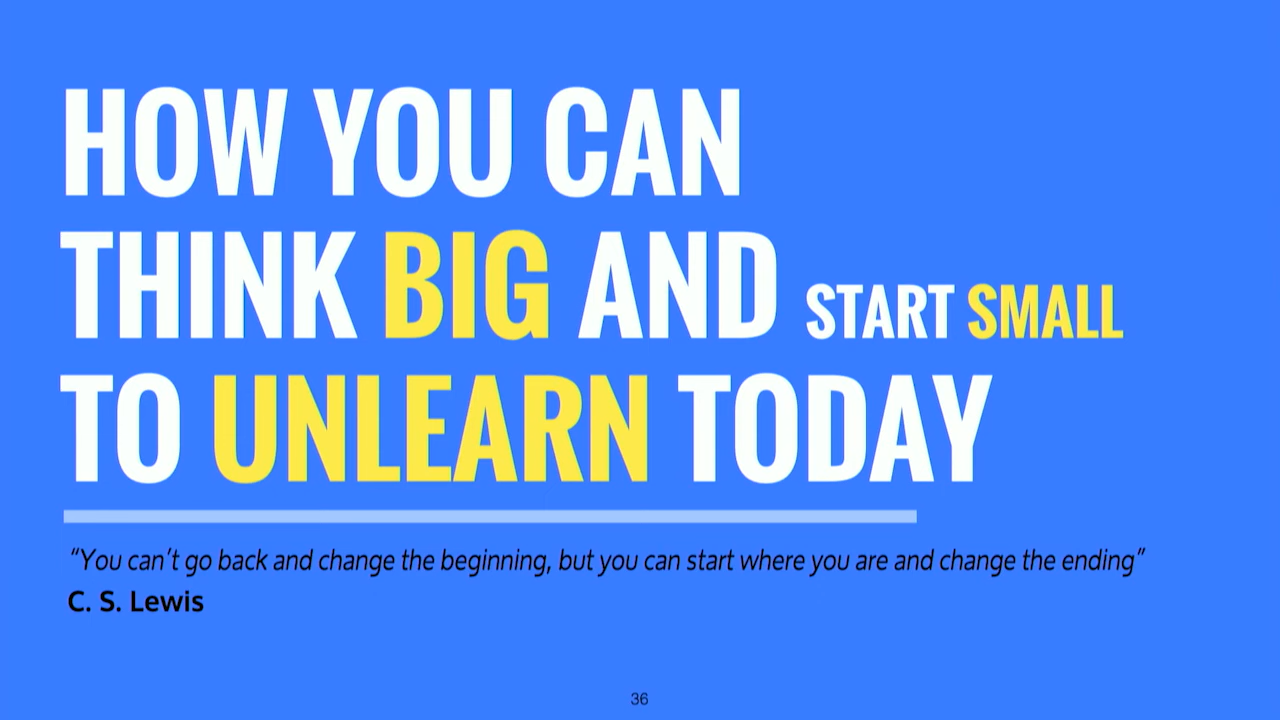 HOW YOU CAN
THINK BIG AND START SMALL
TO UNLEARN TODAY
“You can’t go back and change the beginning, but you can start where you are and change the ending”
C. S. Lewis
36